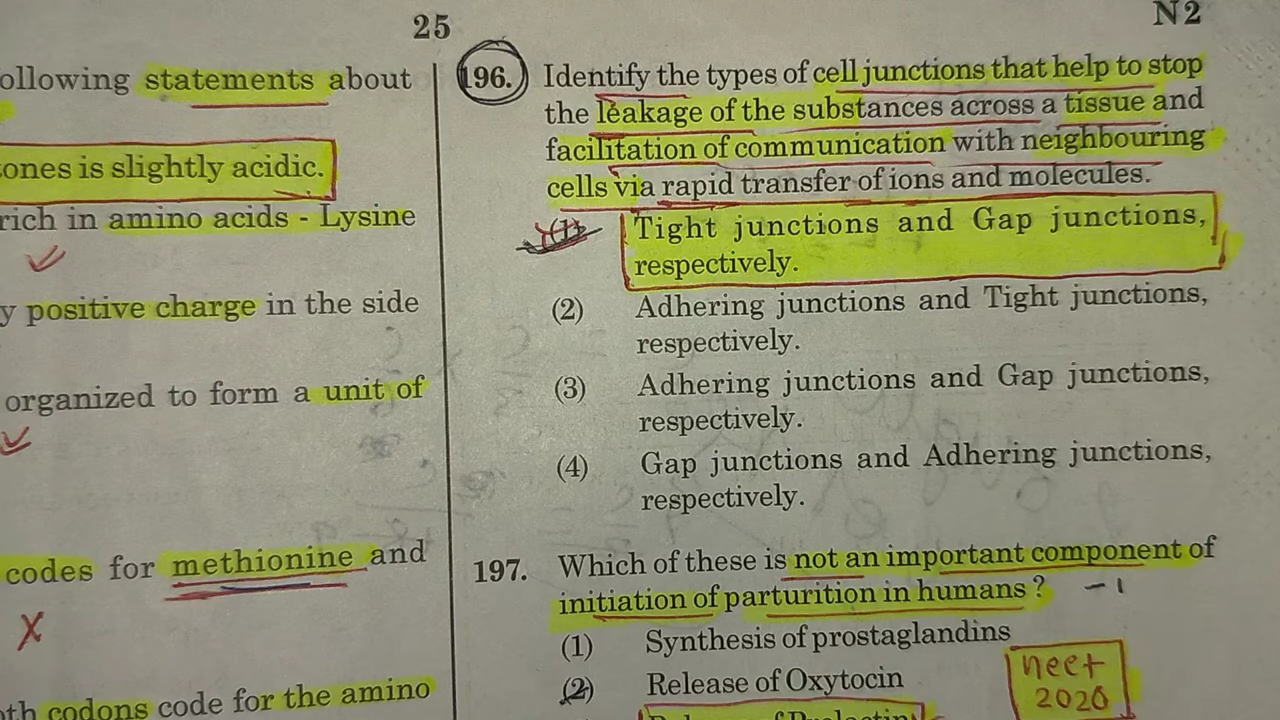 25
N2
ollowing statements about
ones is slightly acidic.
rich in amino acids - Lysine
y positive charge in the side
organized to form a unit of
codes for methionine and
codons code for the amino
196. Identify the types of cell junctions that help to stop
the leakage of the substances across a tissue and
facilitation of communication with neighbouring
cells via rapid transfer of ions and molecules.
(1) Tight junctions and Gap junctions,
respectively.
(2) Adhering junctions and Tight junctions,
respectively.
(3) Adhering junctions and Gap junctions,
respectively.
(4) Gap junctions and Adhering junctions,
respectively.
197. Which of these is not an important component of
initiation of parturition in humans ? -1
(1) Synthesis of prostaglandins
(2) Release of Oxytocin
neet
2020